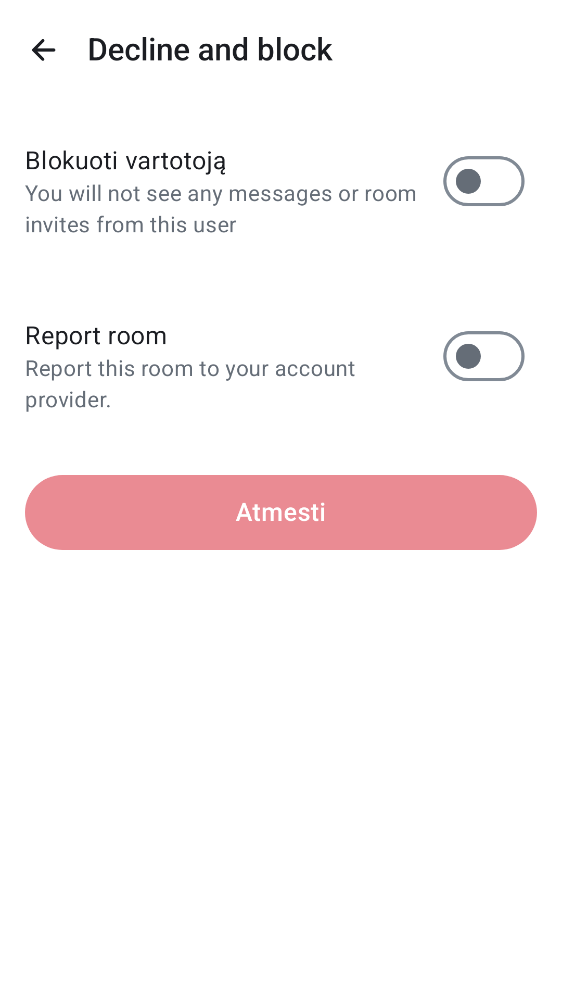 Decline and block
Blokuoti vartotoją
You will not see any messages or room
invites from this user
Report room
Report this room to your account
provider.
Atmesti